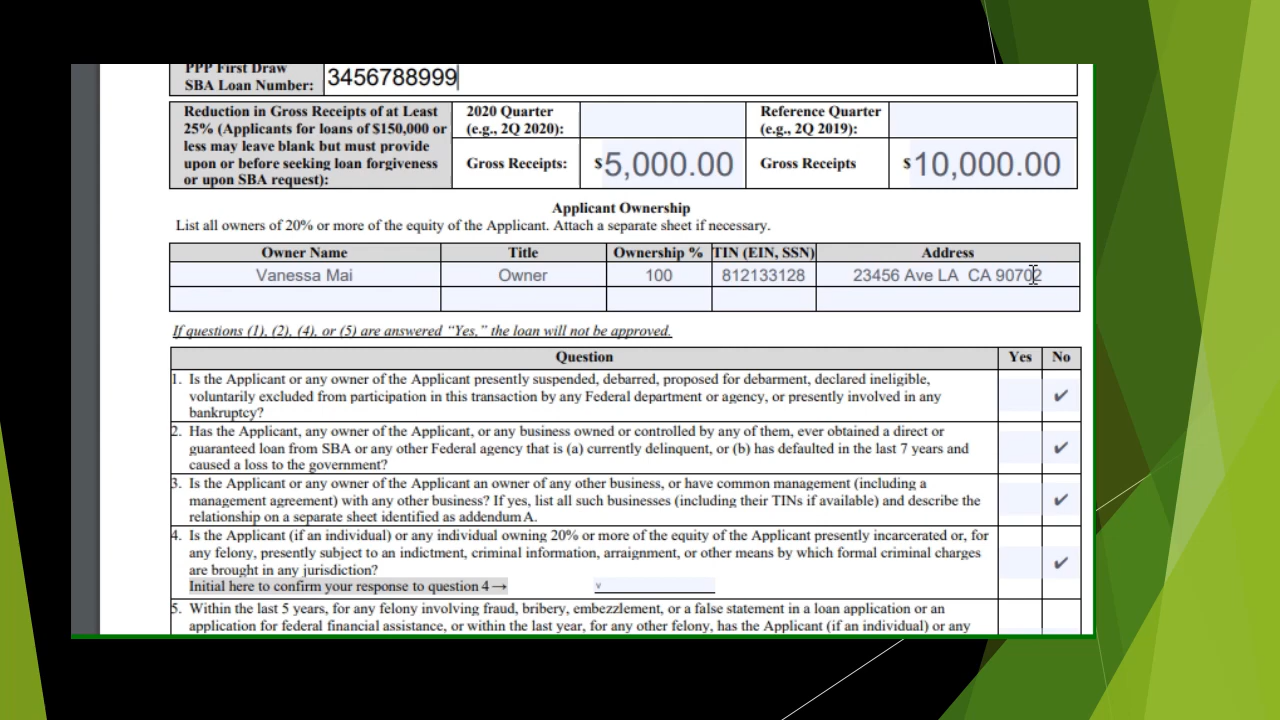 PPP First Draw
SBA Loan Number: 3456788999
Reduction in Gross Receipts of at Least
25% (Applicants for loans of $150,000 or
less may leave blank but must provide
upon or before seeking loan forgiveness
or upon SBA request):
2020 Quarter
(e.g., 2Q 2020):
Reference Quarter
(e.g., 2Q 2019):
Gross Receipts: $ 5,000.00 Gross Receipts $ 10,000.00
Applicant Ownership
List all owners of 20% or more of the equity of the Applicant. Attach a separate sheet if necessary.
Owner Name Title Ownership % TIN (EIN, SSN) Address
Vanessa Mai Owner 100 812133128 23456 Ave LA CA 90702
If questions (1), (2), (4), or (5) are answered “Yes,” the loan will not be approved.
Question Yes No
1. Is the Applicant or any owner of the Applicant presently suspended, debarred, proposed for debarment, declared ineligible,
voluntarily excluded from participation in this transaction by any Federal department or agency, or presently involved in any
bankruptcy? ✔
2. Has the Applicant, any owner of the Applicant, or any business owned or controlled by any of them, ever obtained a direct or
guaranteed loan from SBA or any other Federal agency that is (a) currently delinquent, or (b) has defaulted in the last 7 years and
caused a loss to the government? ✔
3. Is the Applicant or any owner of the Applicant an owner of any other business, or have common management (including a
management agreement) with any other business? If yes, list all such businesses (including their TINs if available) and describe the
relationship on a separate sheet identified as addendum A. ✔
4. Is the Applicant (if an individual) or any individual owning 20% or more of the equity of the Applicant presently incarcerated or, for
any felony, presently subject to an indictment, criminal information, arraignment, or other means by which formal criminal charges
are brought in any jurisdiction? ✔
Initial here to confirm your response to question 4 → v
5. Within the last 5 years, for any felony involving fraud, bribery, embezzlement, or a false statement in a loan application or an
application for federal financial assistance, or within the last year, for any other felony, has the Applicant (if an individual) or any